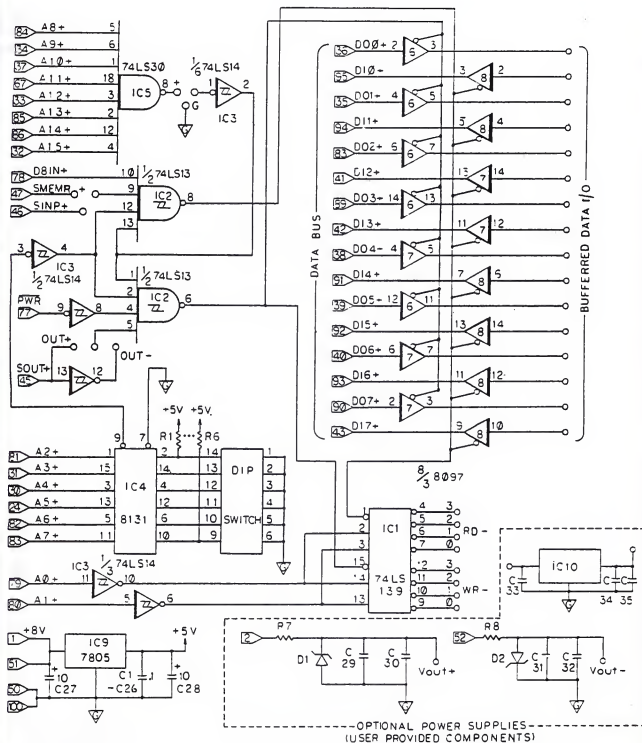 84 A8+ 5
34 A9+ 6
37 A10+ 1
67 A11+ 18
33 A12+ 3
85 A13+ 2
86 A14+ 12
32 A15+ 4
74LS30
IC5
8
+
G
1/6 74LS14
1 2
IC3
78 DBIN+ 10
47 SMEMR + 9
46 SINP+ 12
13
1/2 74LS13
IC2
8
3 4
IC3
1/2 74LS14
1/2 74LS13
1
2
4
5
IC2
6
PWR
77 9 8
OUT+
OUT-
SOUT+
45 13 12
G
9 7
+5V +5V
R1 ... R6
81 A2+ 1 2 14 1
31 A3+ 15 14 13 2
30 A4+ 3 4 12 3
24 A5+ 13 12 11 4
82 A6+ 5 6 10 5
83 A7+ 11 10 9 6
IC4
8131
DIP
SWITCH
G
1/3 74LS14
IC3
79 A0+ 11 10
80 A1+ 5 6
IC1
74LS
139
1
2
3
15
14
13
4 3
5 2
6 1
7 0
RD-
12 3
11 2
10 1
9 0
WR-
8/3 8097
DATA BUS
BUFFERRED DATA I/O
36 DO0+ 2 6 3
95 DI0+ 3 8 2
35 DO1+ 4 6 5
94 DI1+ 5 8 4
83 DO2+ 6 6 7
41 DI2+ 13 7 14
89 DO3+ 14 6 13
42 DI3+ 11 7 12
38 DO4- 4 7 5
91 DI4+ 7 8 6
39 DO5+ 12 6 11
92 DI5+ 13 8 14
40 DO6+ 6 7 7
93 DI6+ 11 8 12
90 DO7+ 2 7 3
43 DI7+ 9 8 10
1 +8V
51
50
100
IC9
7805
+5V
+
10
C27
C1
-C26
.1
+
10
C28
G
2 R7
D1
C
29
C
30
Vout+
G
52 R8
D2
C
31
C
32
Vout-
G
IC10
C
33
C C
34 35
G
OPTIONAL POWER SUPPLIES
(USER PROVIDED COMPONENTS)